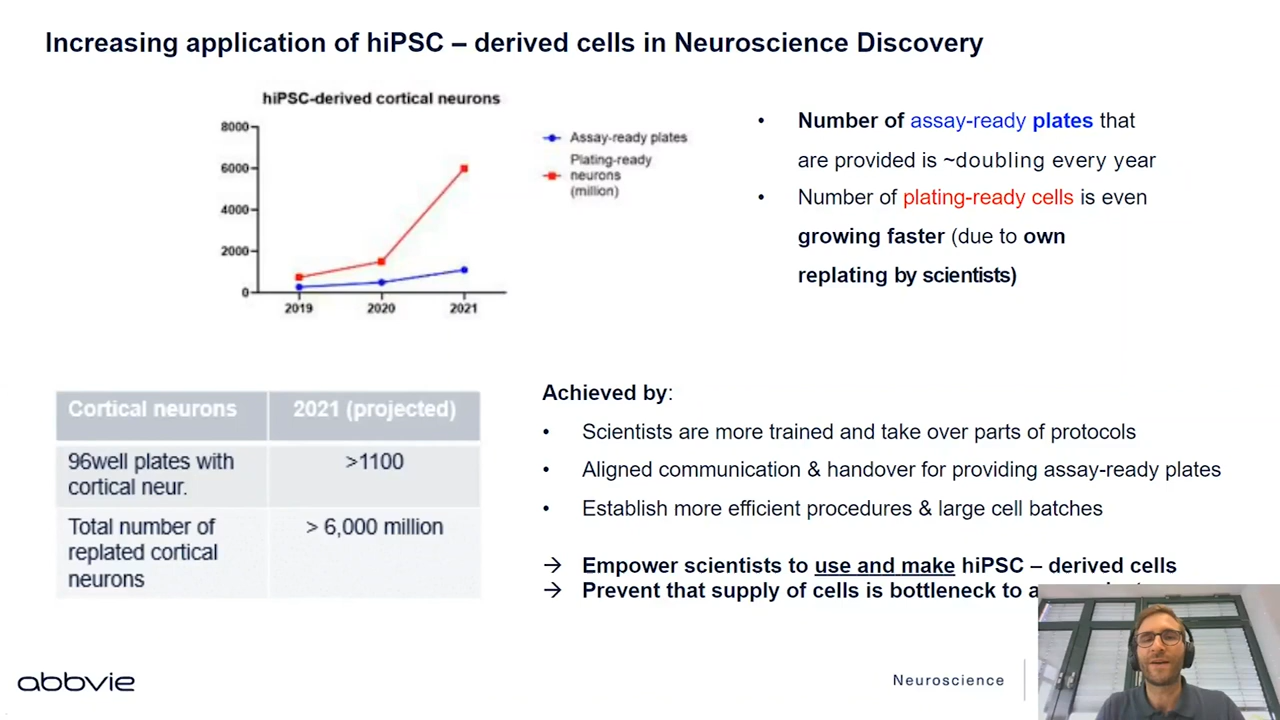 Increasing application of hiPSC – derived cells in Neuroscience Discovery
hiPSC-derived cortical neurons
8000
6000
4000
2000
0
2019 2020 2021
Assay-ready plates
Plating-ready
neurons
(million)
• Number of assay-ready plates that
are provided is ~doubling every year
• Number of plating-ready cells is even
growing faster (due to own
replating by scientists)
Cortical neurons 2021 (projected)
96well plates with >1100
cortical neur.
Total number of > 6,000 million
replated cortical
neurons
Achieved by:
• Scientists are more trained and take over parts of protocols
• Aligned communication & handover for providing assay-ready plates
• Establish more efficient procedures & large cell batches
→ Empower scientists to use and make hiPSC – derived cells
→ Prevent that supply of cells is bottleneck to
abbvie
Neuroscience